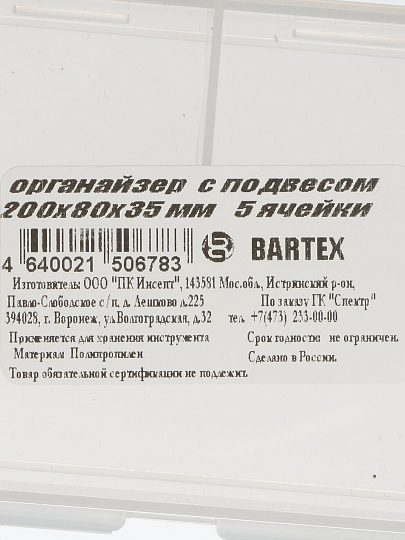 органайзер с подвесом
200х80х35 мм 5 ячейки
BARTEX
4 640021 506783
Изготовитель: ООО "ПК Инсепт", 143581 Мос.обл., Истринский р-он,
Павло-Слободское с/п, д. Лешково д.225 По заказу ГК "Спектр"
394028, г. Воронеж, ул.Волгоградская, д.32 тел. +7(473) 233-00-00
Применяется для хранения инструмента Срок годности: не ограничен.
Материал Полипропилен Сделано в России.
Товар обязательной сертификации не подлежит.